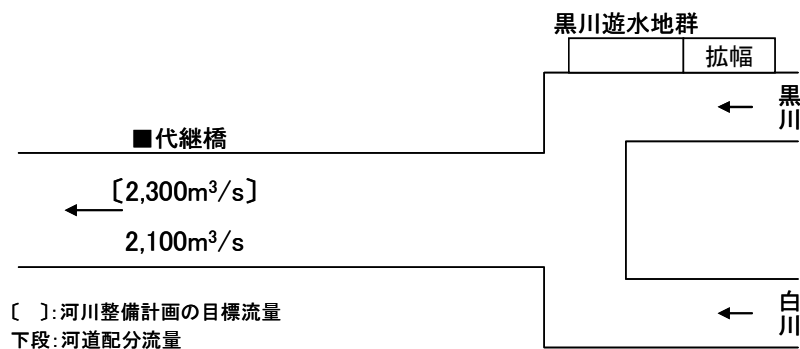 黒川遊水地群
拡幅
黒川
■代継橋
〔2,300m³/s〕
2,100m³/s
白川
〔 〕:河川整備計画の目標流量
下段:河道配分流量